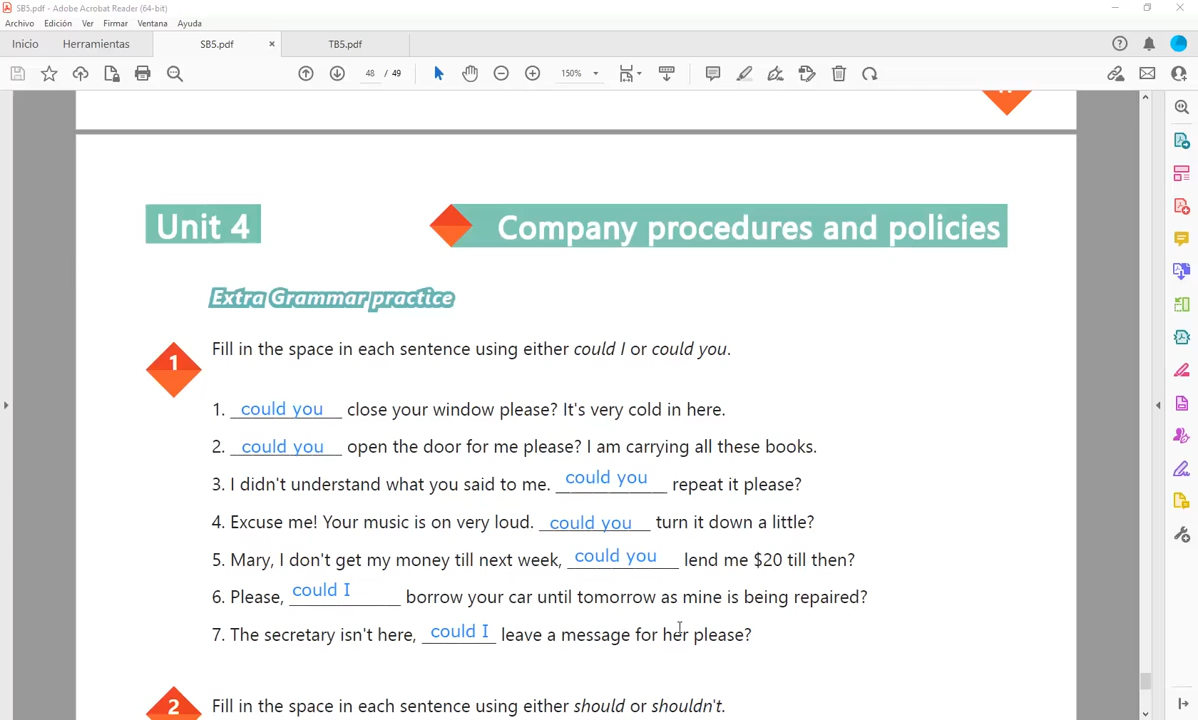 SB5.pdf - Adobe Acrobat Reader (64-bit)
Archivo Edición Ver Firmar Ventana Ayuda
Inicio Herramientas SB5.pdf × TB5.pdf
48 / 49 150%
Unit 4 Company procedures and policies
Extra Grammar practice
1 Fill in the space in each sentence using either could I or could you.
1. could you close your window please? It's very cold in here.
2. could you open the door for me please? I am carrying all these books.
3. I didn't understand what you said to me. could you repeat it please?
4. Excuse me! Your music is on very loud. could you turn it down a little?
5. Mary, I don't get my money till next week, could you lend me $20 till then?
6. Please, could I borrow your car until tomorrow as mine is being repaired?
7. The secretary isn't here, could I leave a message for her please?
2 Fill in the space in each sentence using either should or shouldn't.